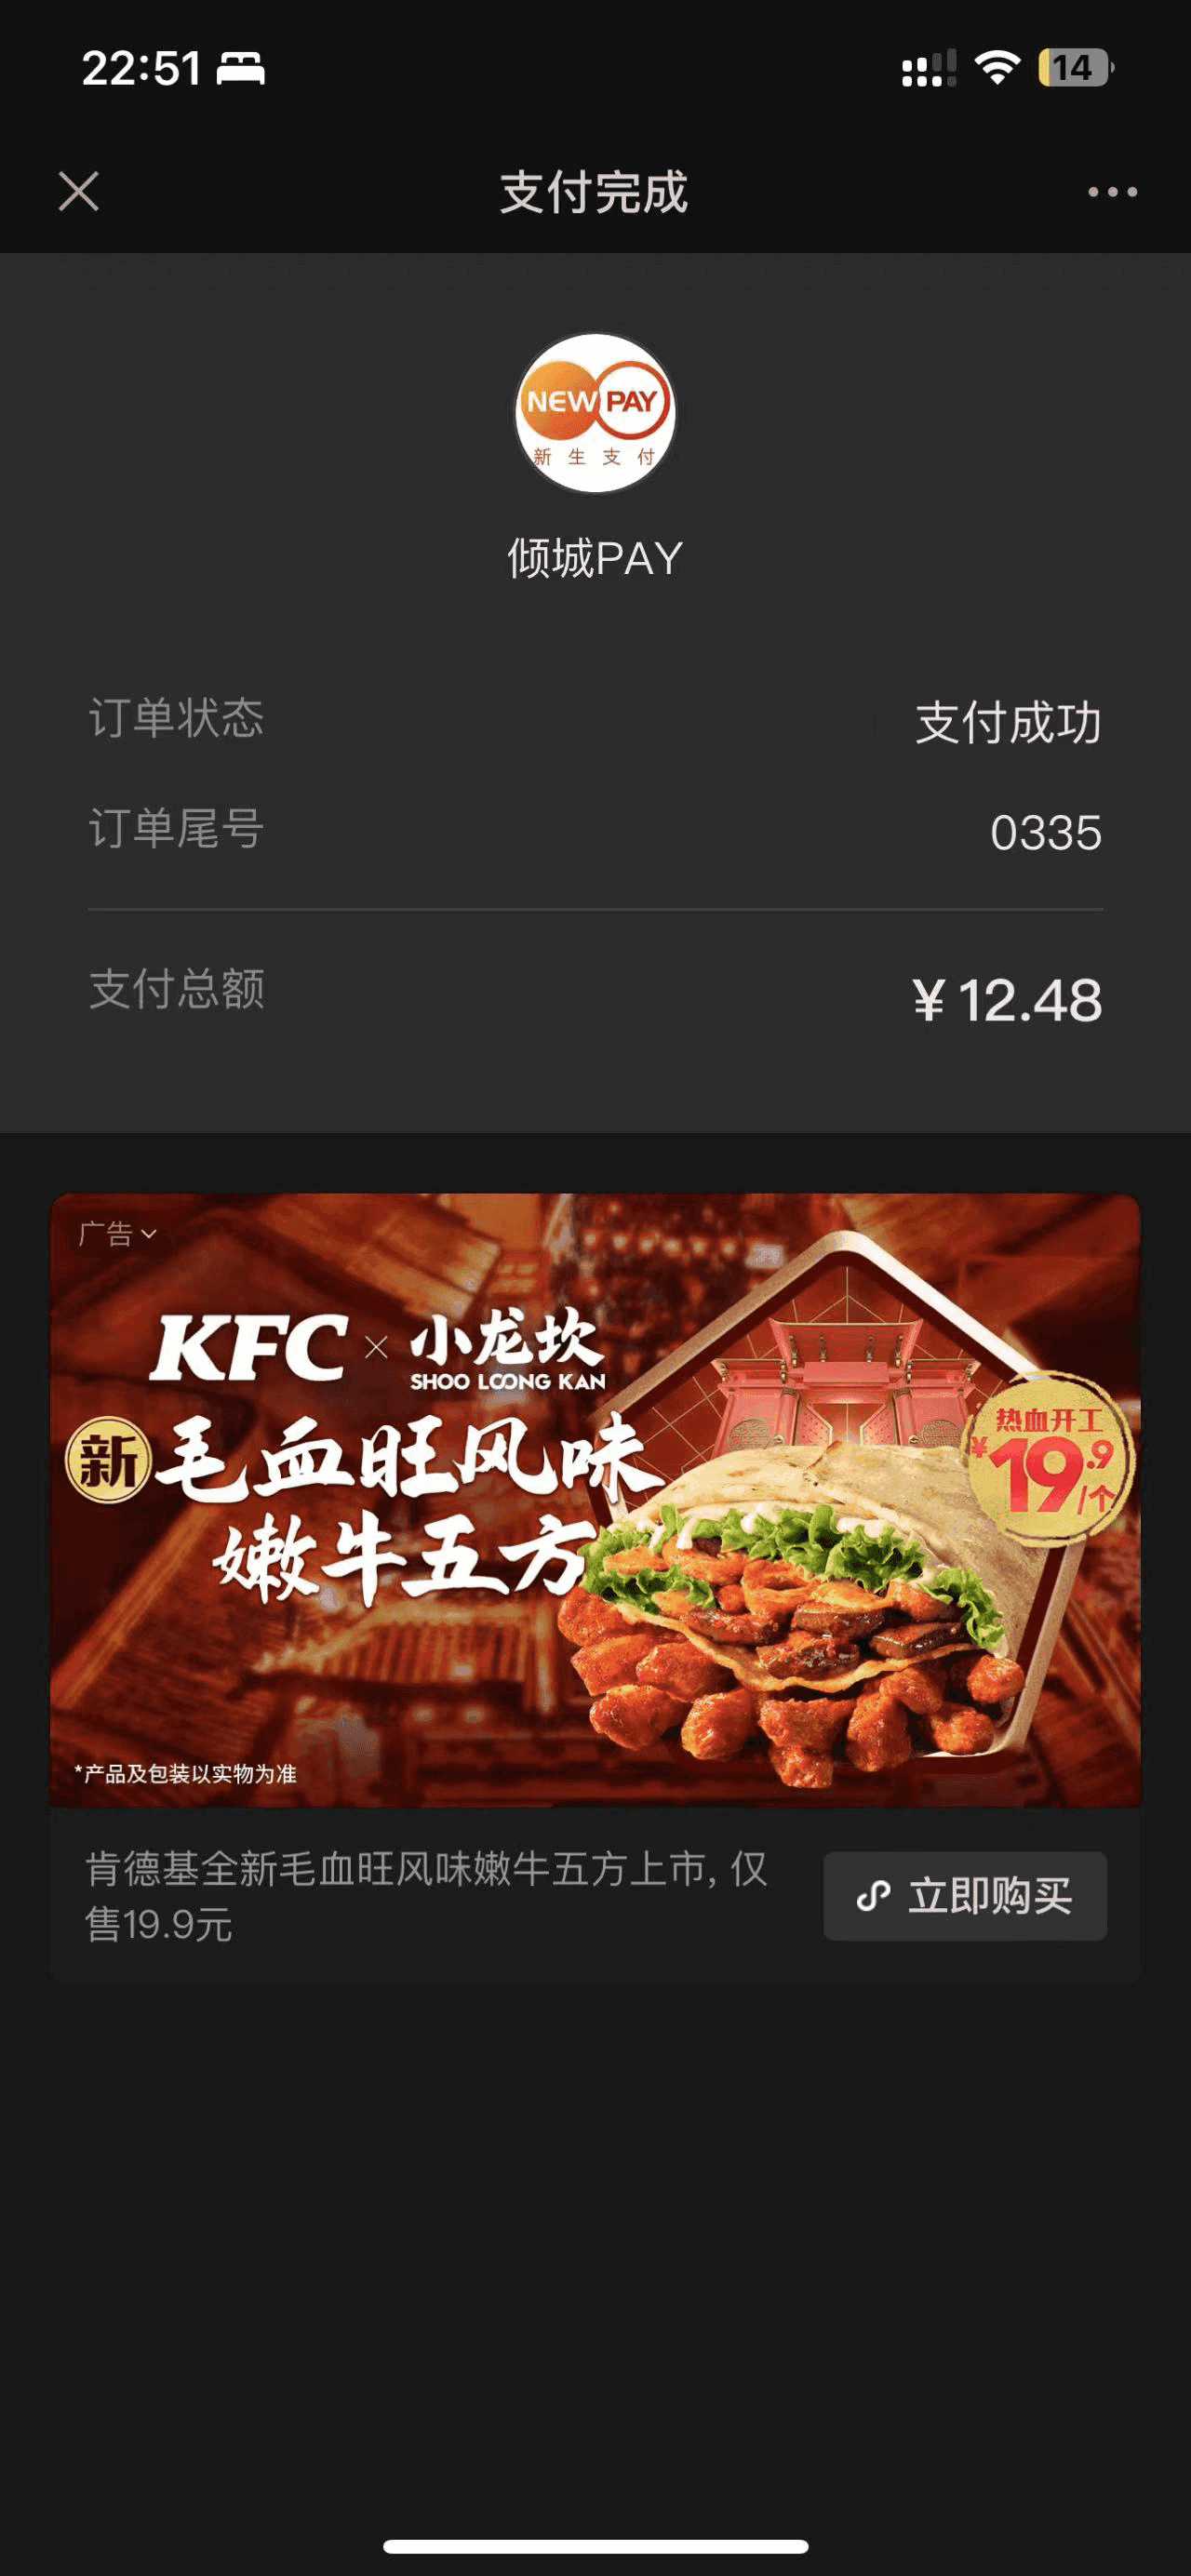 22:51
14
支付完成
NEW PAY
新生支付
倾城PAY
订单状态 支付成功
订单尾号 0335
支付总额 ¥12.48
广告
KFC × 小龙坎
SHOO LOONG KAN
新 毛血旺风味
嫩牛五方
热血开工
¥19.9/个
*产品及包装以实物为准
肯德基全新毛血旺风味嫩牛五方上市, 仅
售19.9元
立即购买